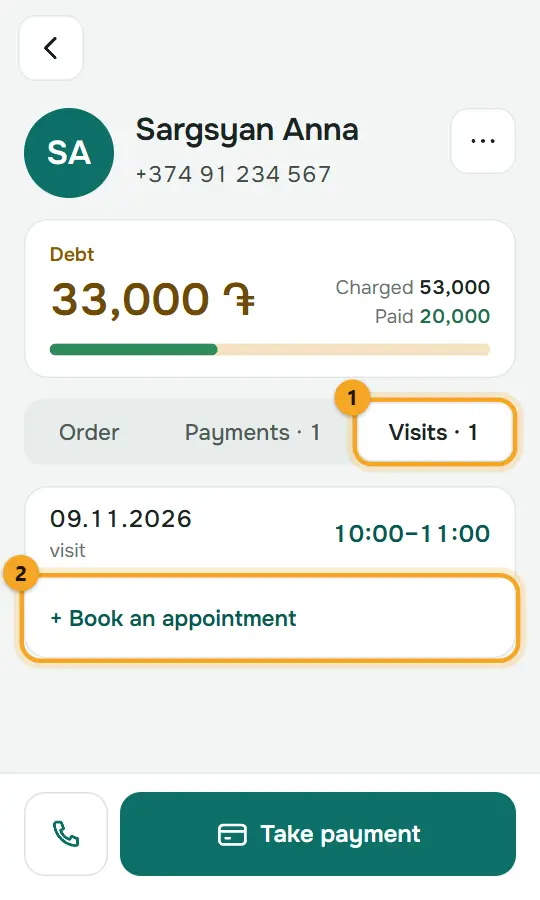 SA
Sargsyan Anna
+374 91 234 567
...
Debt
33,000 ֏
Charged 53,000
Paid 20,000
1
Order
Payments · 1
Visits · 1
09.11.2026
visit
10:00–11:00
2
+ Book an appointment
Take payment